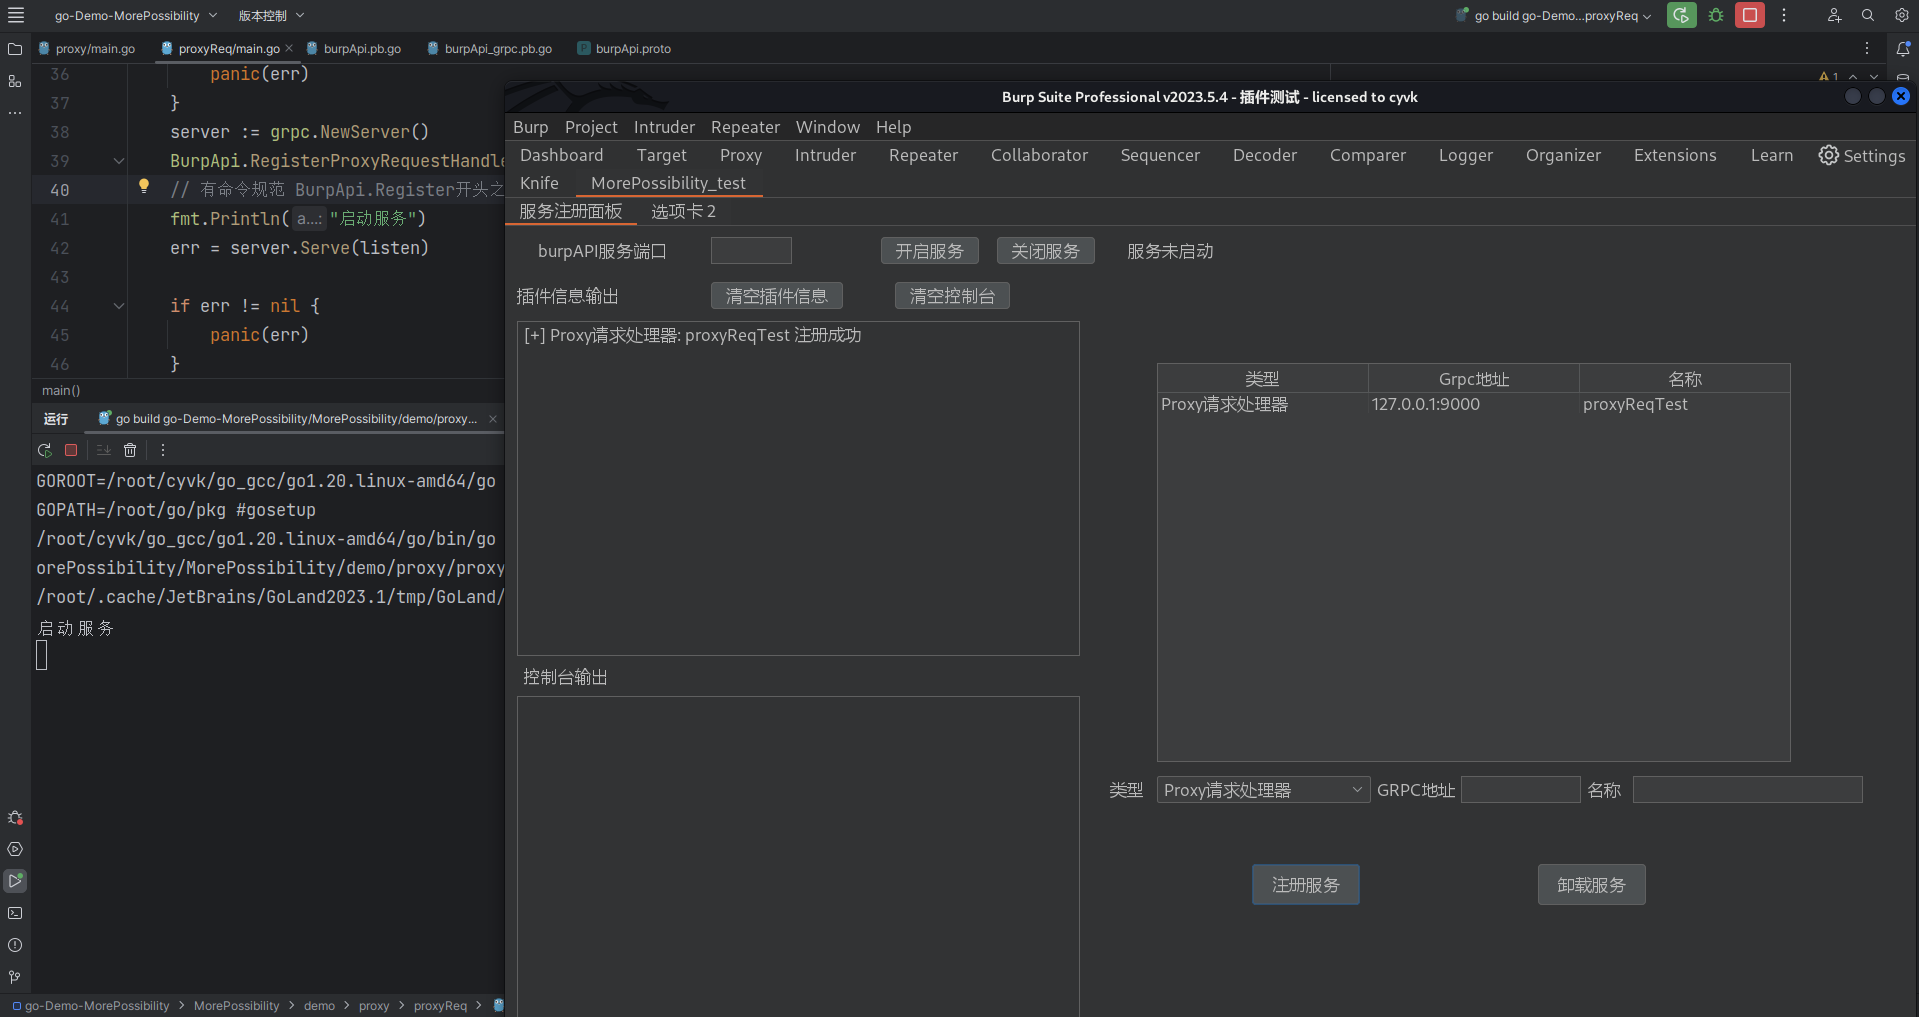 go-Demo-MorePossibility
版本控制
go build go-Demo...proxyReq
proxy/main.go
proxyReq/main.go
burpApi.pb.go
burpApi_grpc.pb.go
burpApi.proto
1
36 panic(err)
37 }
38 server := grpc.NewServer()
39 BurpApi.RegisterProxyRequestHandle
40 // 有命令规范 BurpApi.Register开头之
41 fmt.Println( a...: "启动服务")
42 err = server.Serve(listen)
43
44 if err != nil {
45 panic(err)
46 }
main()
运行
go build go-Demo-MorePossibility/MorePossibility/demo/proxy...
GOROOT=/root/cyvk/go_gcc/go1.20.linux-amd64/go
GOPATH=/root/go/pkg #gosetup
/root/cyvk/go_gcc/go1.20.linux-amd64/go/bin/go
orePossibility/MorePossibility/demo/proxy/proxy
/root/.cache/JetBrains/GoLand2023.1/tmp/GoLand/
启动服务
go-Demo-MorePossibility > MorePossibility > demo > proxy > proxyReq >
Burp Suite Professional v2023.5.4 - 插件测试 - licensed to cyvk
Burp Project Intruder Repeater Window Help
Dashboard Target Proxy Intruder Repeater Collaborator Sequencer Decoder Comparer Logger Organizer Extensions Learn Settings
Knife MorePossibility_test
服务注册面板 选项卡 2
burpAPI服务端口 开启服务 关闭服务 服务未启动
插件信息输出 清空插件信息 清空控制台
[+] Proxy请求处理器: proxyReqTest 注册成功
控制台输出
类型 Grpc地址 名称
Proxy请求处理器 127.0.0.1:9000 proxyReqTest
类型 Proxy请求处理器 GRPC地址 名称
注册服务 卸载服务